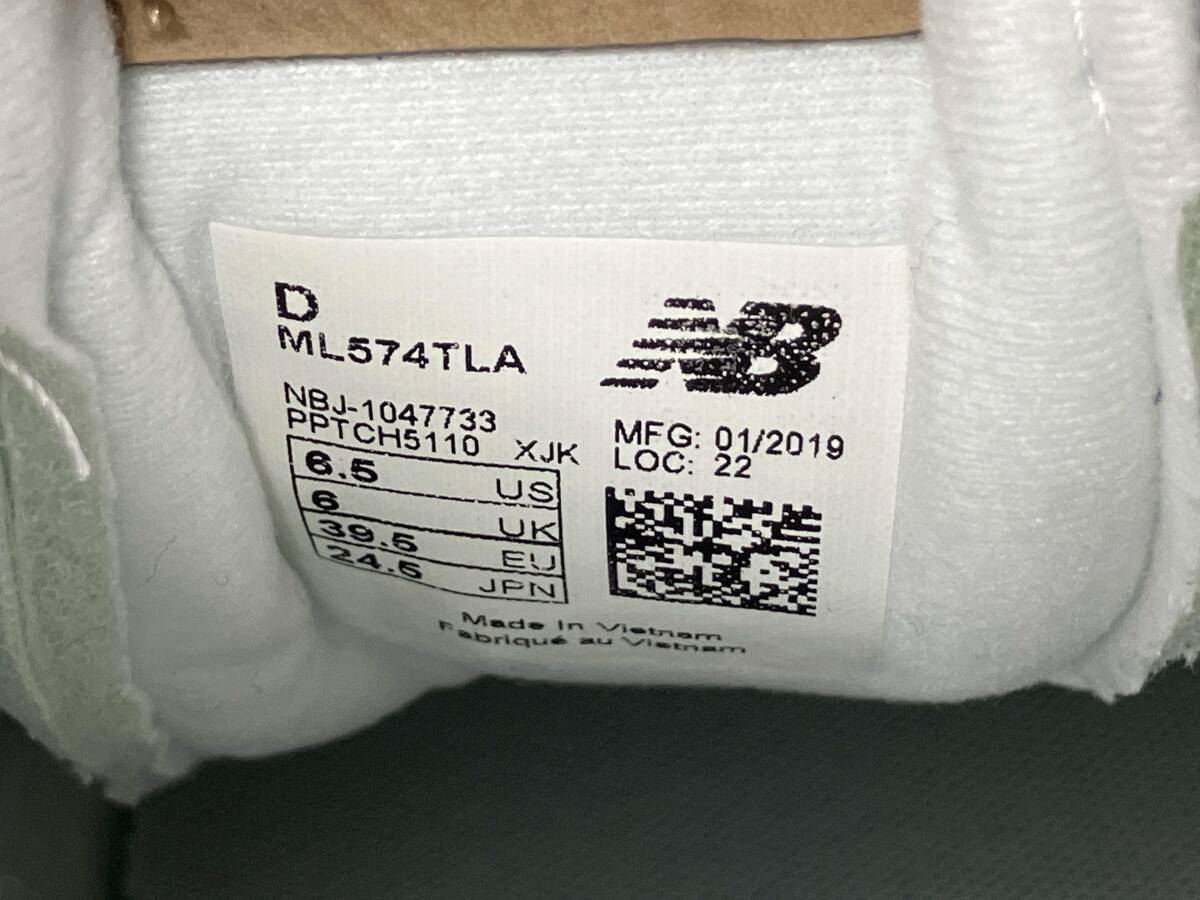 D
ML574TLA
NB
NBJ-1047733
PPTCH5110 XJK
6.5 US
6 UK
39.5 EU
24.5 JPN
MFG: 01/2019
LOC: 22
Made in Vietnam
Fabriqué au Vietnam